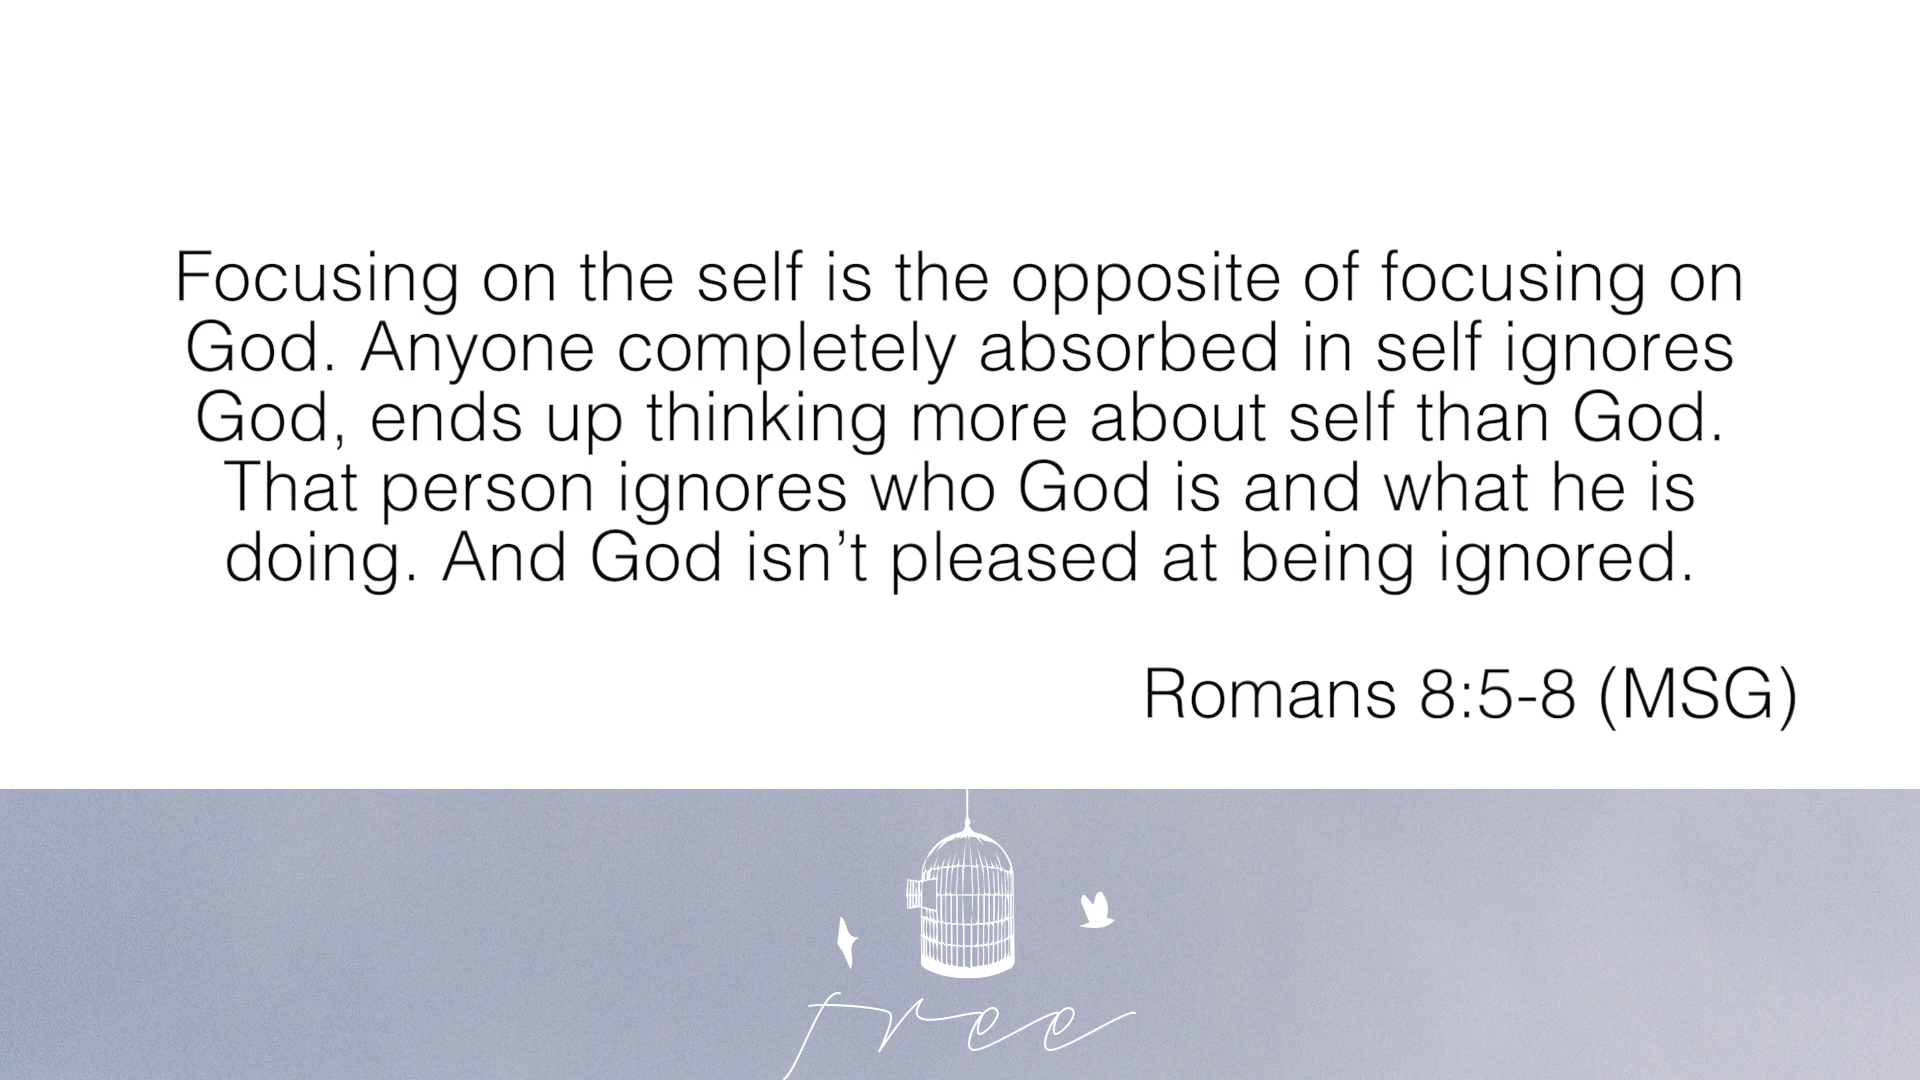 Focusing on the self is the opposite of focusing on
God. Anyone completely absorbed in self ignores
God, ends up thinking more about self than God.
That person ignores who God is and what he is
doing. And God isn’t pleased at being ignored.
Romans 8:5-8 (MSG)
free